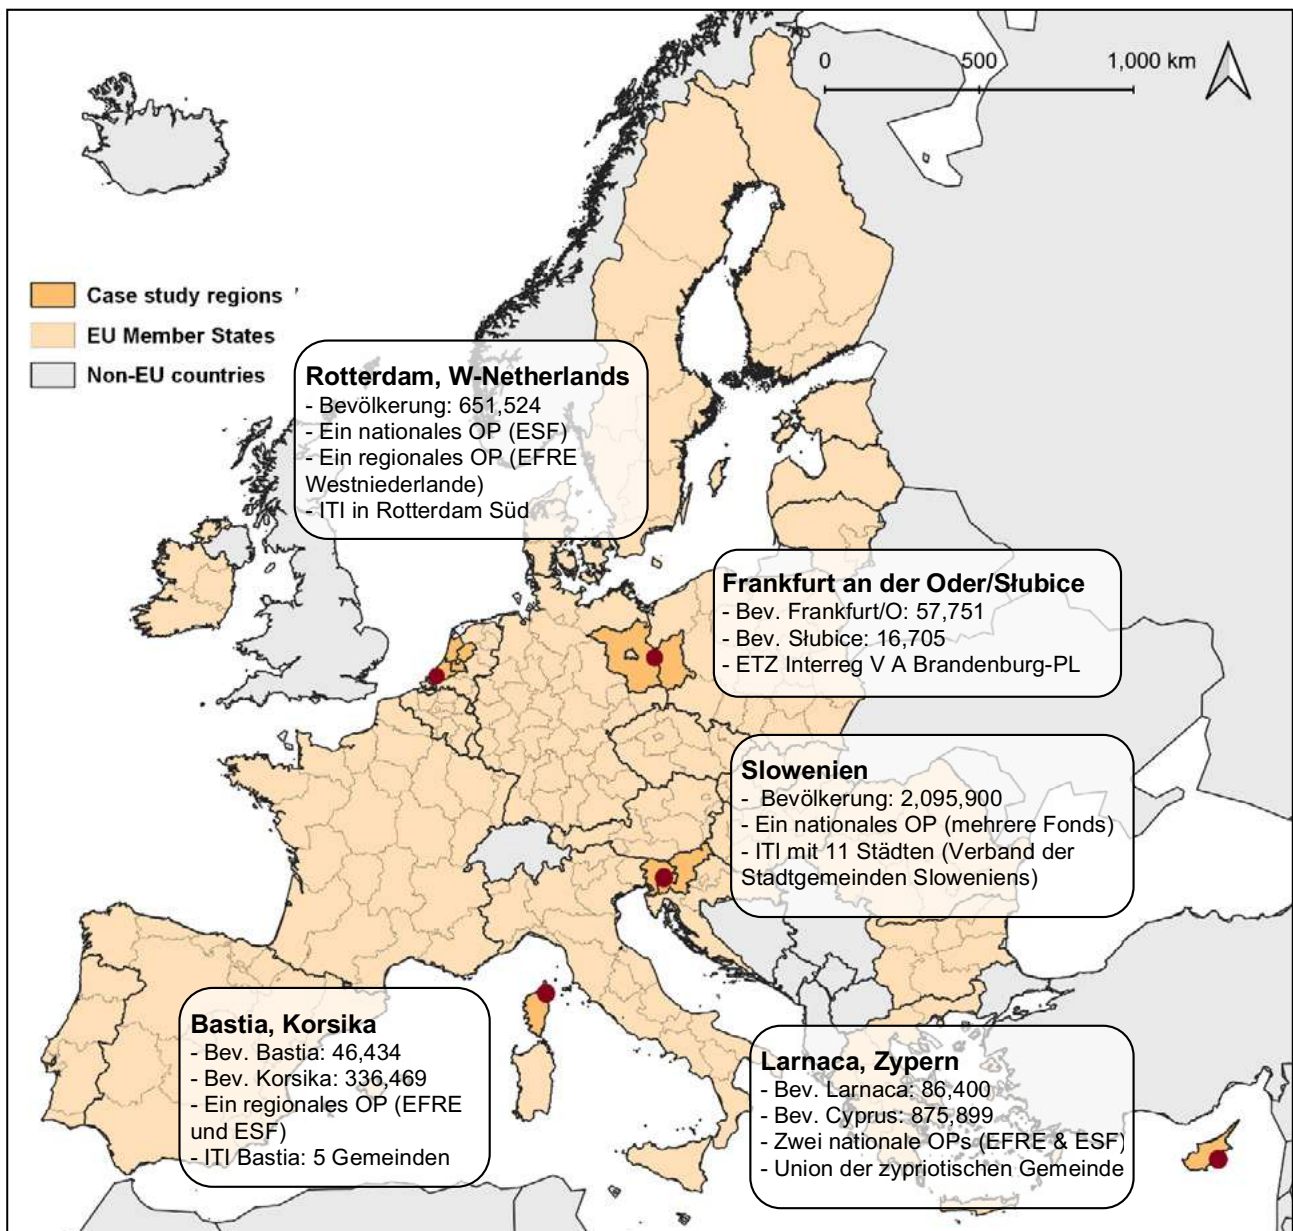 0 500 1,000 km
Case study regions '
EU Member States
Non-EU countries
Rotterdam, W-Netherlands
- Bevölkerung: 651,524
- Ein nationales OP (ESF)
- Ein regionales OP (EFRE
Westniederlande)
- ITI in Rotterdam Süd
Frankfurt an der Oder/Słubice
- Bev. Frankfurt/O: 57,751
- Bev. Słubice: 16,705
- ETZ Interreg V A Brandenburg-PL
Slowenien
- Bevölkerung: 2,095,900
- Ein nationales OP (mehrere Fonds)
- ITI mit 11 Städten (Verband der
Stadtgemeinden Sloweniens)
Bastia, Korsika
- Bev. Bastia: 46,434
- Bev. Korsika: 336,469
- Ein regionales OP (EFRE
und ESF)
- ITI Bastia: 5 Gemeinden
Larnaca, Zypern
- Bev. Larnaca: 86,400
- Bev. Cyprus: 875,899
- Zwei nationale OPs (EFRE & ESF)
- Union der zypriotischen Gemeinde